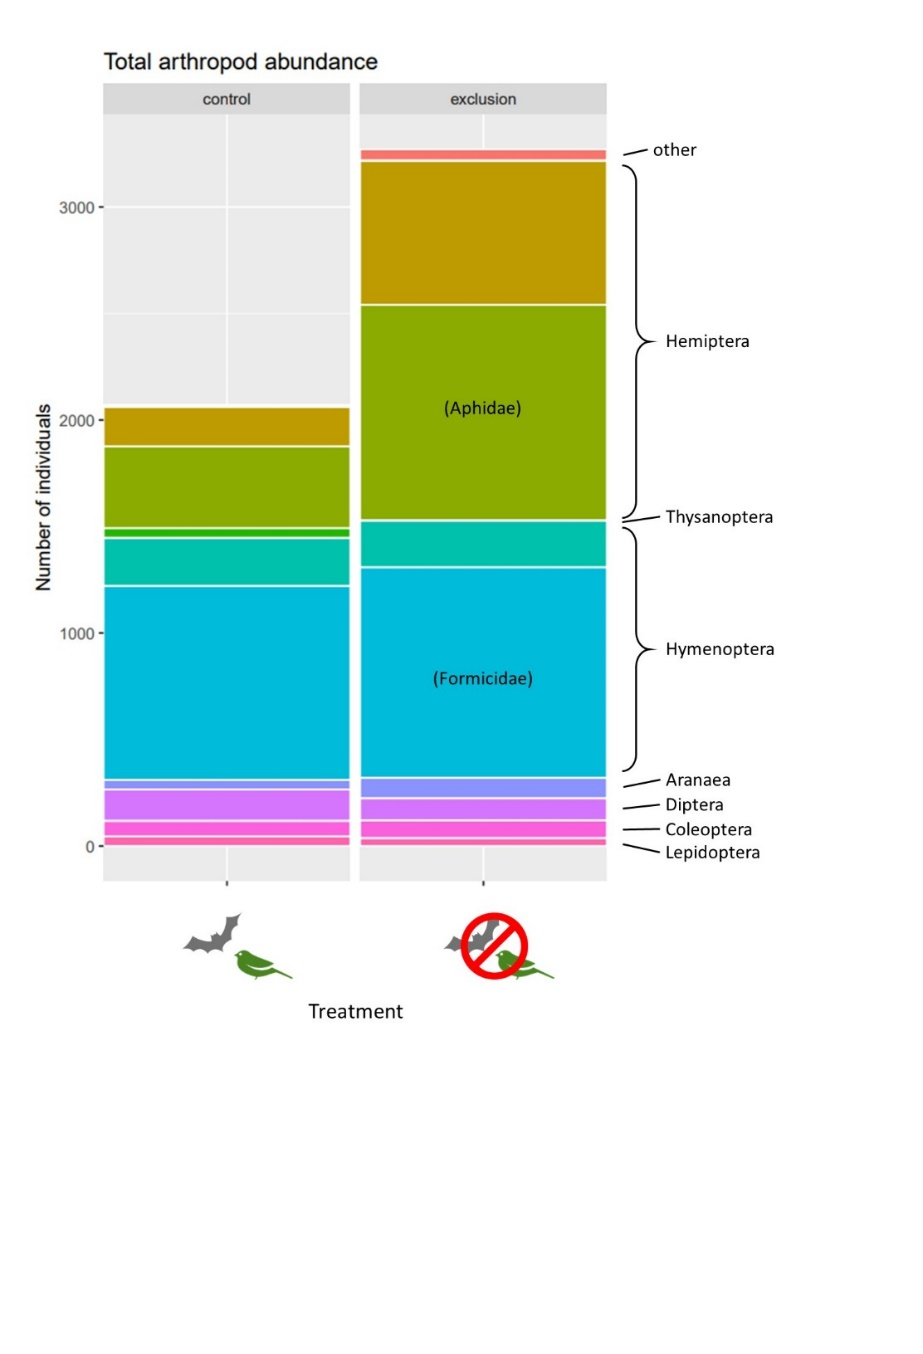 Total arthropod abundance
control
exclusion
other
3000
Hemiptera
(Aphidae)
2000
Number of individuals
Thysanoptera
1000
Hymenoptera
(Formicidae)
Aranaea
Diptera
Coleoptera
0
Lepidoptera
Treatment